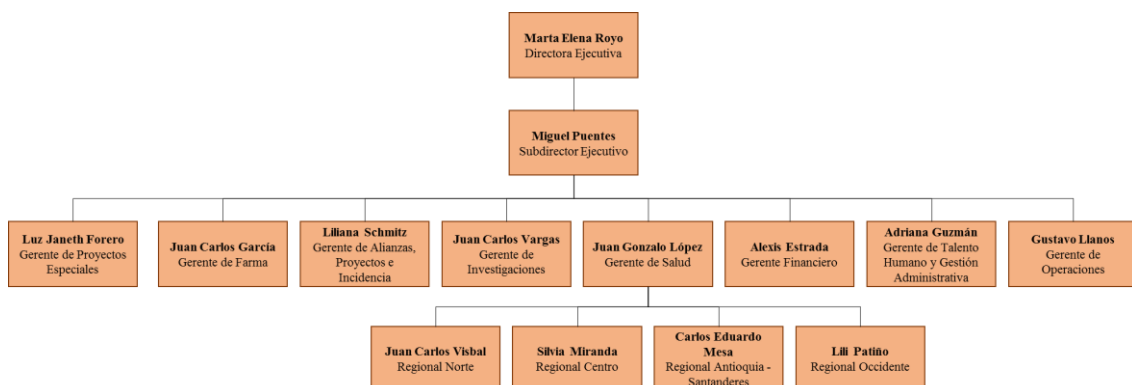 Marta Elena Royo
Directora Ejecutiva
Miguel Puentes
Subdirector Ejecutivo
Luz Janeth Forero
Gerente de Proyectos
Especiales
Juan Carlos García
Gerente de Farma
Liliana Schmitz
Gerente de Alianzas,
Proyectos e
Incidencia
Juan Carlos Vargas
Gerente de
Investigaciones
Juan Gonzalo López
Gerente de Salud
Alexis Estrada
Gerente Financiero
Adriana Guzmán
Gerente de Talento
Humano y Gestión
Administrativa
Gustavo Llanos
Gerente de
Operaciones
Juan Carlos Visbal
Regional Norte
Silvia Miranda
Regional Centro
Carlos Eduardo
Mesa
Regional Antioquia -
Santanderes
Lili Patiño
Regional Occidente